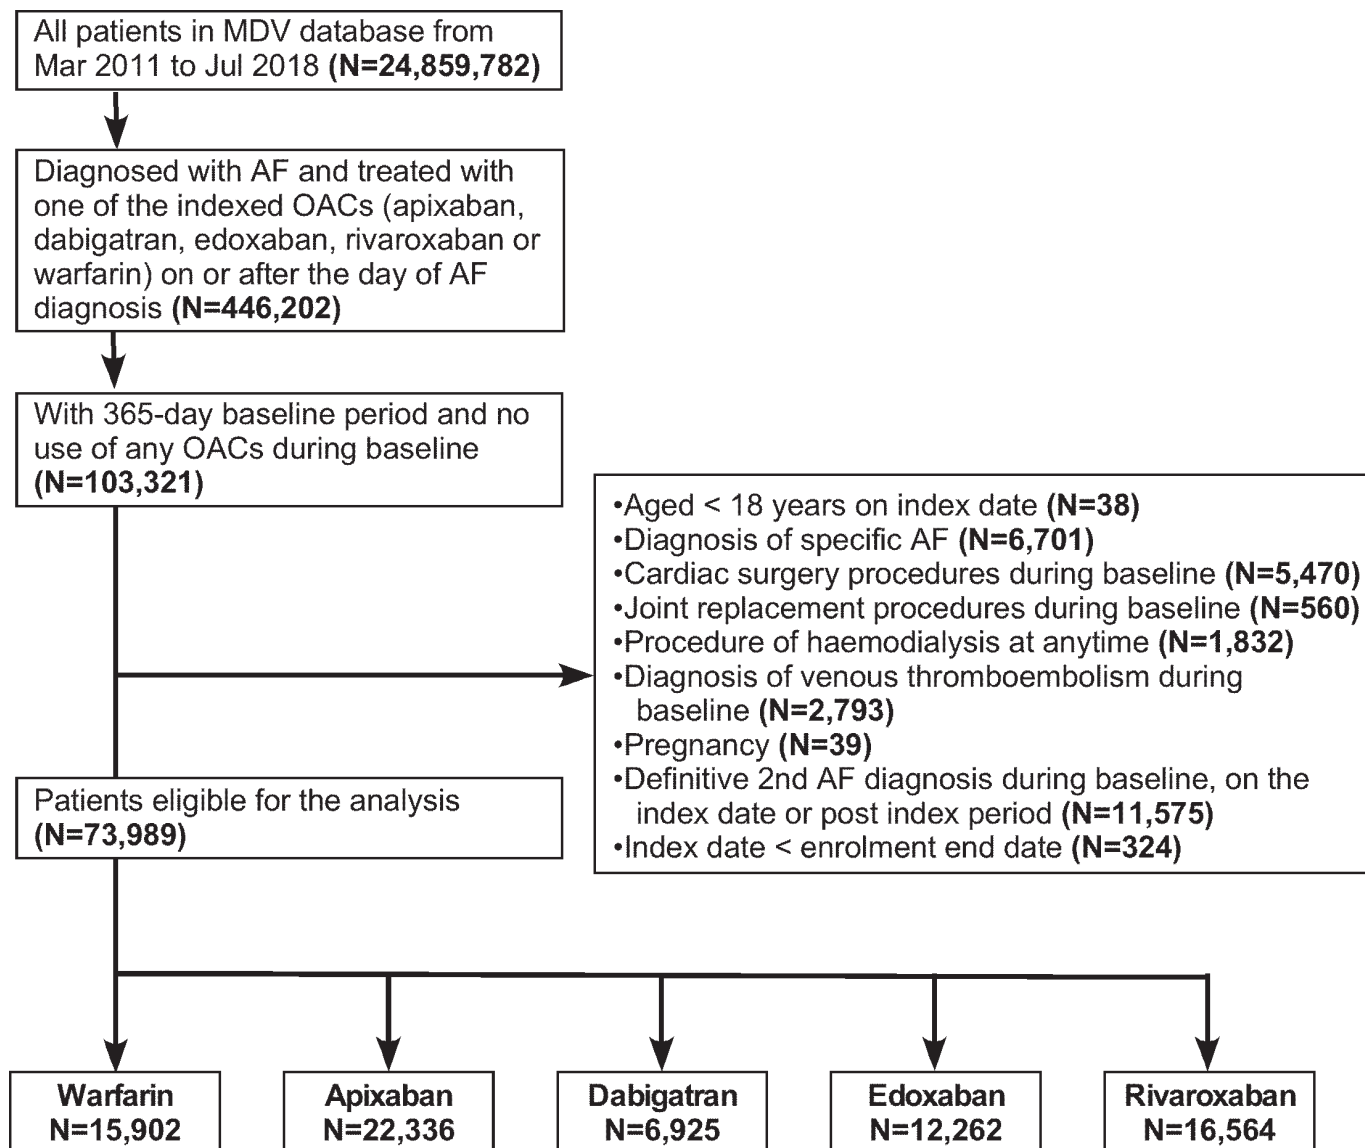 All patients in MDV database from
Mar 2011 to Jul 2018 (N=24,859,782)
Diagnosed with AF and treated with
one of the indexed OACs (apixaban,
dabigatran, edoxaban, rivaroxaban or
warfarin) on or after the day of AF
diagnosis (N=446,202)
With 365-day baseline period and no
use of any OACs during baseline
(N=103,321)
•Aged < 18 years on index date (N=38)
•Diagnosis of specific AF (N=6,701)
•Cardiac surgery procedures during baseline (N=5,470)
•Joint replacement procedures during baseline (N=560)
•Procedure of haemodialysis at anytime (N=1,832)
•Diagnosis of venous thromboembolism during
baseline (N=2,793)
•Pregnancy (N=39)
•Definitive 2nd AF diagnosis during baseline, on the
index date or post index period (N=11,575)
•Index date < enrolment end date (N=324)
Patients eligible for the analysis
(N=73,989)
Warfarin
N=15,902
Apixaban
N=22,336
Dabigatran
N=6,925
Edoxaban
N=12,262
Rivaroxaban
N=16,564